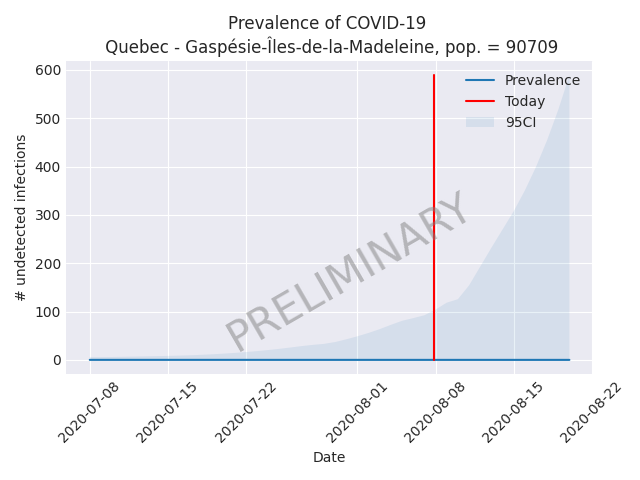 Prevalence of COVID-19
Quebec - Gaspésie-Îles-de-la-Madeleine, pop. = 90709
600
500
400
300
200
100
0
# undetected infections
Prevalence
Today
95CI
PRELIMINARY
2020-07-08
2020-07-15
2020-07-22
2020-08-01
2020-08-08
2020-08-15
2020-08-22
Date